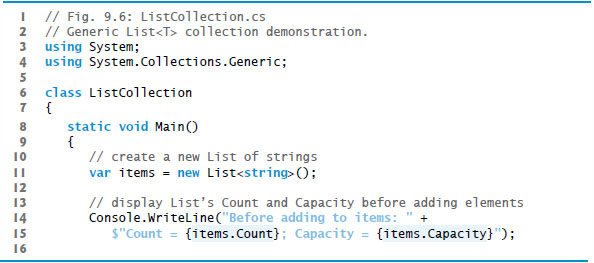 1 // Fig. 9.6: ListCollection.cs
2 // Generic List<T> collection demonstration.
3 using System;
4 using System.Collections.Generic;
5
6 class ListCollection
7 {
8 static void Main()
9 {
10 // create a new List of strings
11 var items = new List<string>();
12
13 // display List's Count and Capacity before adding elements
14 Console.WriteLine("Before adding to items: " +
15 $"Count = {items.Count}; Capacity = {items.Capacity}");
16